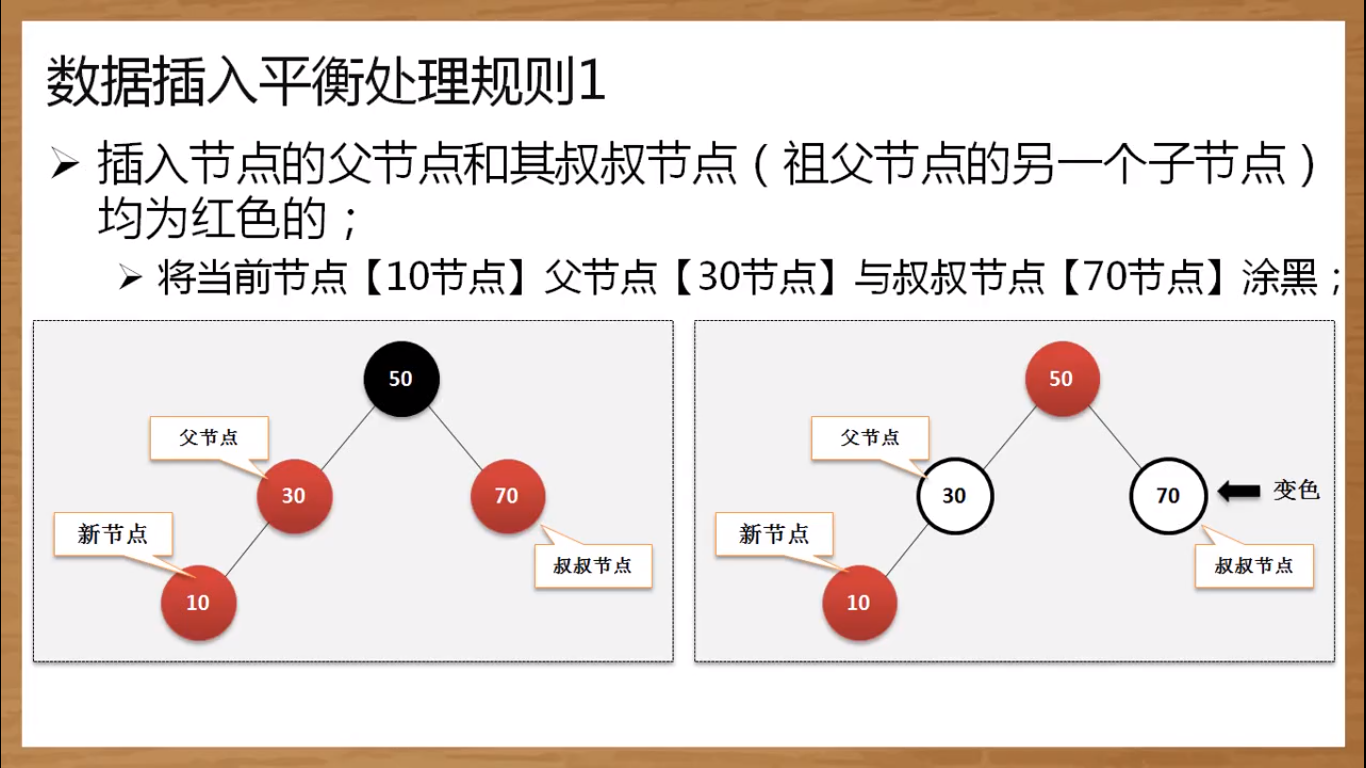 数据插入平衡处理规则1
插入节点的父节点和其叔叔节点（祖父节点的另一个子节点）
均为红色的；
将当前节点【10节点】父节点【30节点】与叔叔节点【70节点】涂黑；
50
父节点
30
70
新节点
叔叔节点
10
50
父节点
30
70
变色
新节点
叔叔节点
10